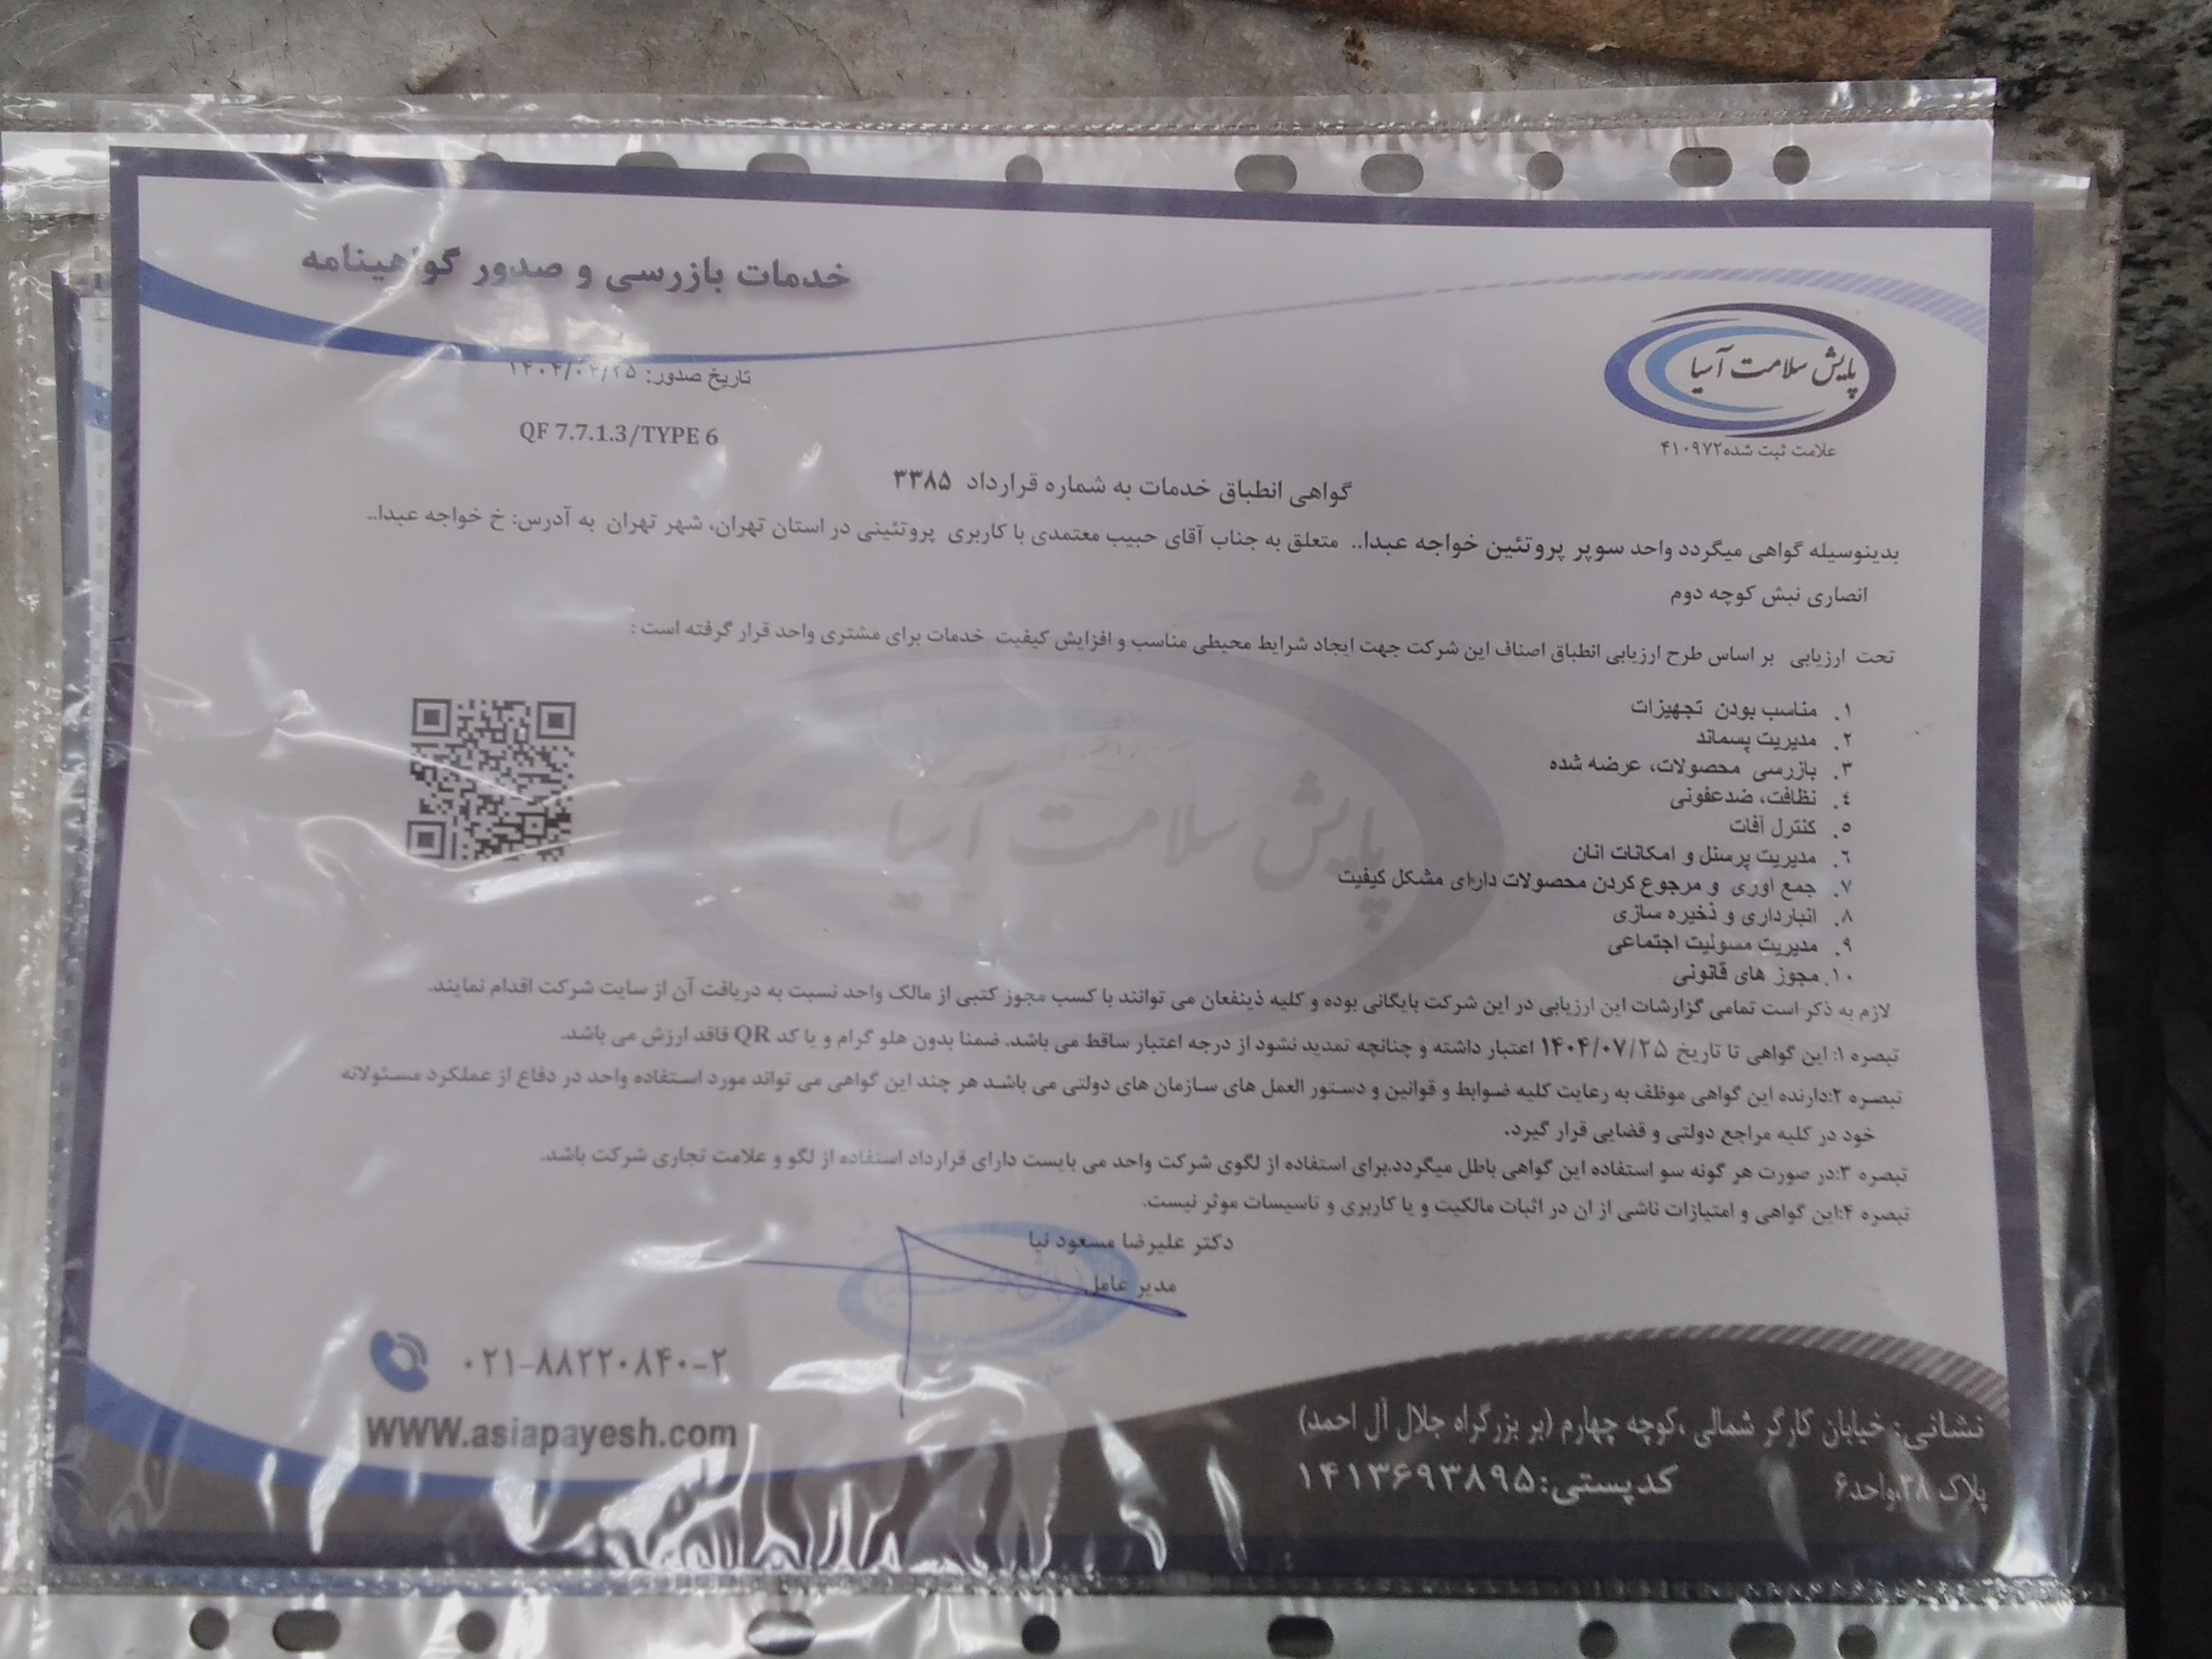 خدمات بازرسی و صدور گواهینامه
پایش سلامت آسیا
علامت ثبت شده۴۱۰۹۷۲
تاریخ صدور:
QF 7.7.1.3/TYPE 6
گواهی انطباق خدمات به شماره قرارداد ۳۳۸۵
بدینوسیله گواهی میگردد واحد سوپر پروتئین خواجه عبدا.. متعلق به جناب آقای حبیب معتمدی با کاربری پروتئینی در استان تهران، شهر تهران به آدرس: خ خواجه عبدا..
انصاری نبش کوچه دوم
تحت ارزیابی بر اساس طرح ارزیابی انطباق اصناف این شرکت جهت ایجاد شرایط محیطی مناسب و افزایش کیفیت خدمات برای مشتری واحد قرار گرفته است :
۱. مناسب بودن تجهیزات
۲. مدیریت پسماند
۳. بازرسی محصولات، عرضه شده
٤. نظافت، ضدعفونی
٥. کنترل آفات
٦. مدیریت پرسنل و امکانات انان
۷. جمع اوری و مرجوع کردن محصولات دارای مشکل کیفیت
۸. انبارداری و ذخیره سازی
۹. مدیریت مسولیت اجتماعی
۱۰. مجوز های قانونی
لازم به ذکر است تمامی گزارشات این ارزیابی در این شرکت بایگانی بوده و کلیه ذینفعان می توانند با کسب مجوز کتبی از مالک واحد نسبت به دریافت آن از سایت شرکت اقدام نمایند.
تبصره ۱: این گواهی تا تاریخ ۱۴۰۴/۰۷/۲۵ اعتبار داشته و چنانچه تمدید نشود از درجه اعتبار ساقط می باشد. ضمنا بدون هلو گرام و یا کد QR فاقد ارزش می باشد.
تبصره ۲:دارنده این گواهی موظف به رعایت کلیه ضوابط و قوانین و دستور العمل های سازمان های دولتی می باشد هر چند این گواهی می تواند مورد استفاده واحد در دفاع از عملکرد مسئولانه
خود در کلیه مراجع دولتی و قضایی قرار گیرد.
تبصره ۳:در صورت هر گونه سو استفاده این گواهی باطل میگردد.برای استفاده از لگوی شرکت واحد می بایست دارای قرارداد استفاده از لگو و علامت تجاری شرکت باشد.
تبصره ۴:این گواهی و امتیازات ناشی از ان در اثبات مالکیت و یا کاربری و تاسیسات موثر نیست.
دکتر علیرضا مسعود نیا
مدیر عامل
۰۲۱-۸۸۲۲۰۸۴۰-۲
www.asiapayesh.com
نشانی: خیابان کارگر شمالی ،کوچه چهارم (بر بزرگراه جلال آل احمد)
پلاک ۳۸،واحد۶ کدپستی:۱۴۱۳۶۹۳۸۹۵